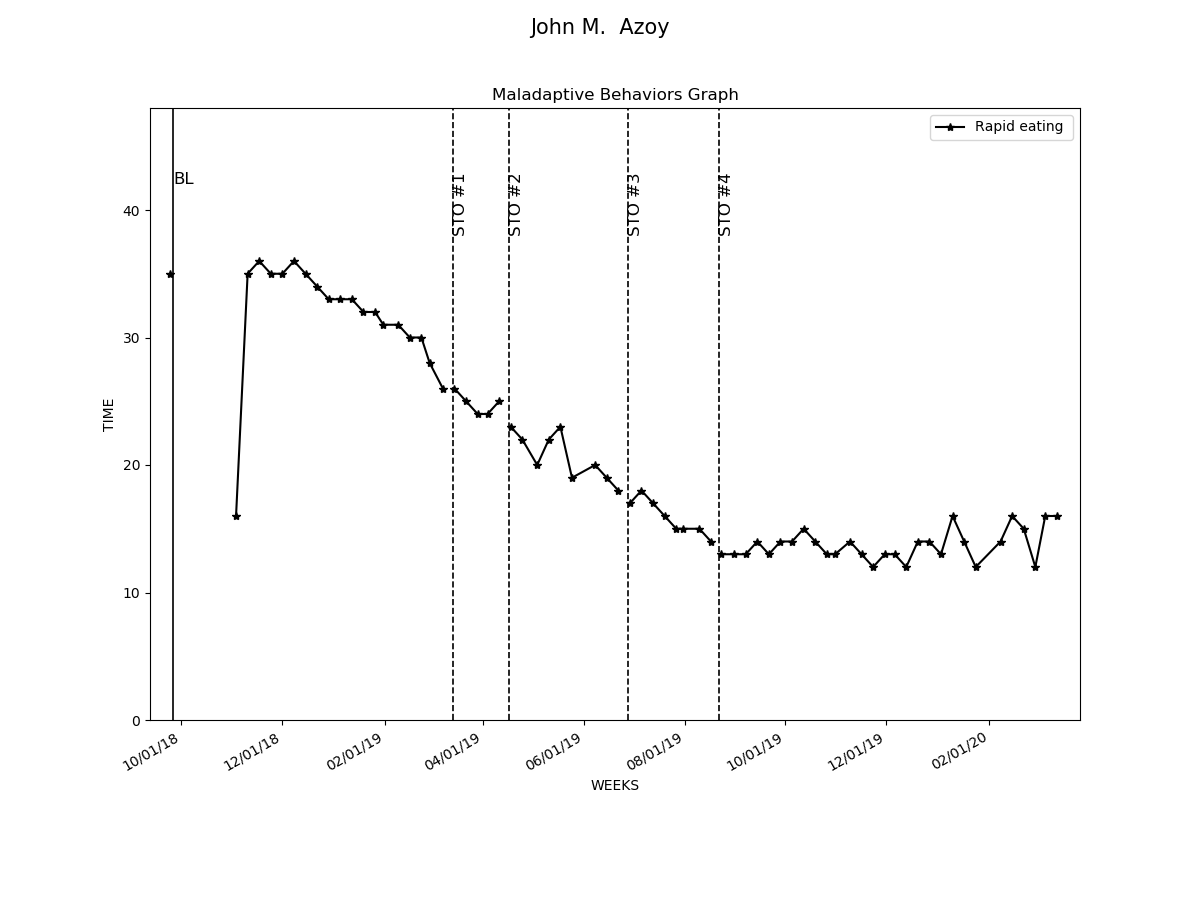 John M.  Azoy
Maladaptive Behaviors Graph
Rapid eating
BL
STO #1
STO #2
STO #3
STO #4
40
30
20
10
0
TIME
10/01/18
12/01/18
02/01/19
04/01/19
06/01/19
08/01/19
10/01/19
12/01/19
02/01/20
WEEKS